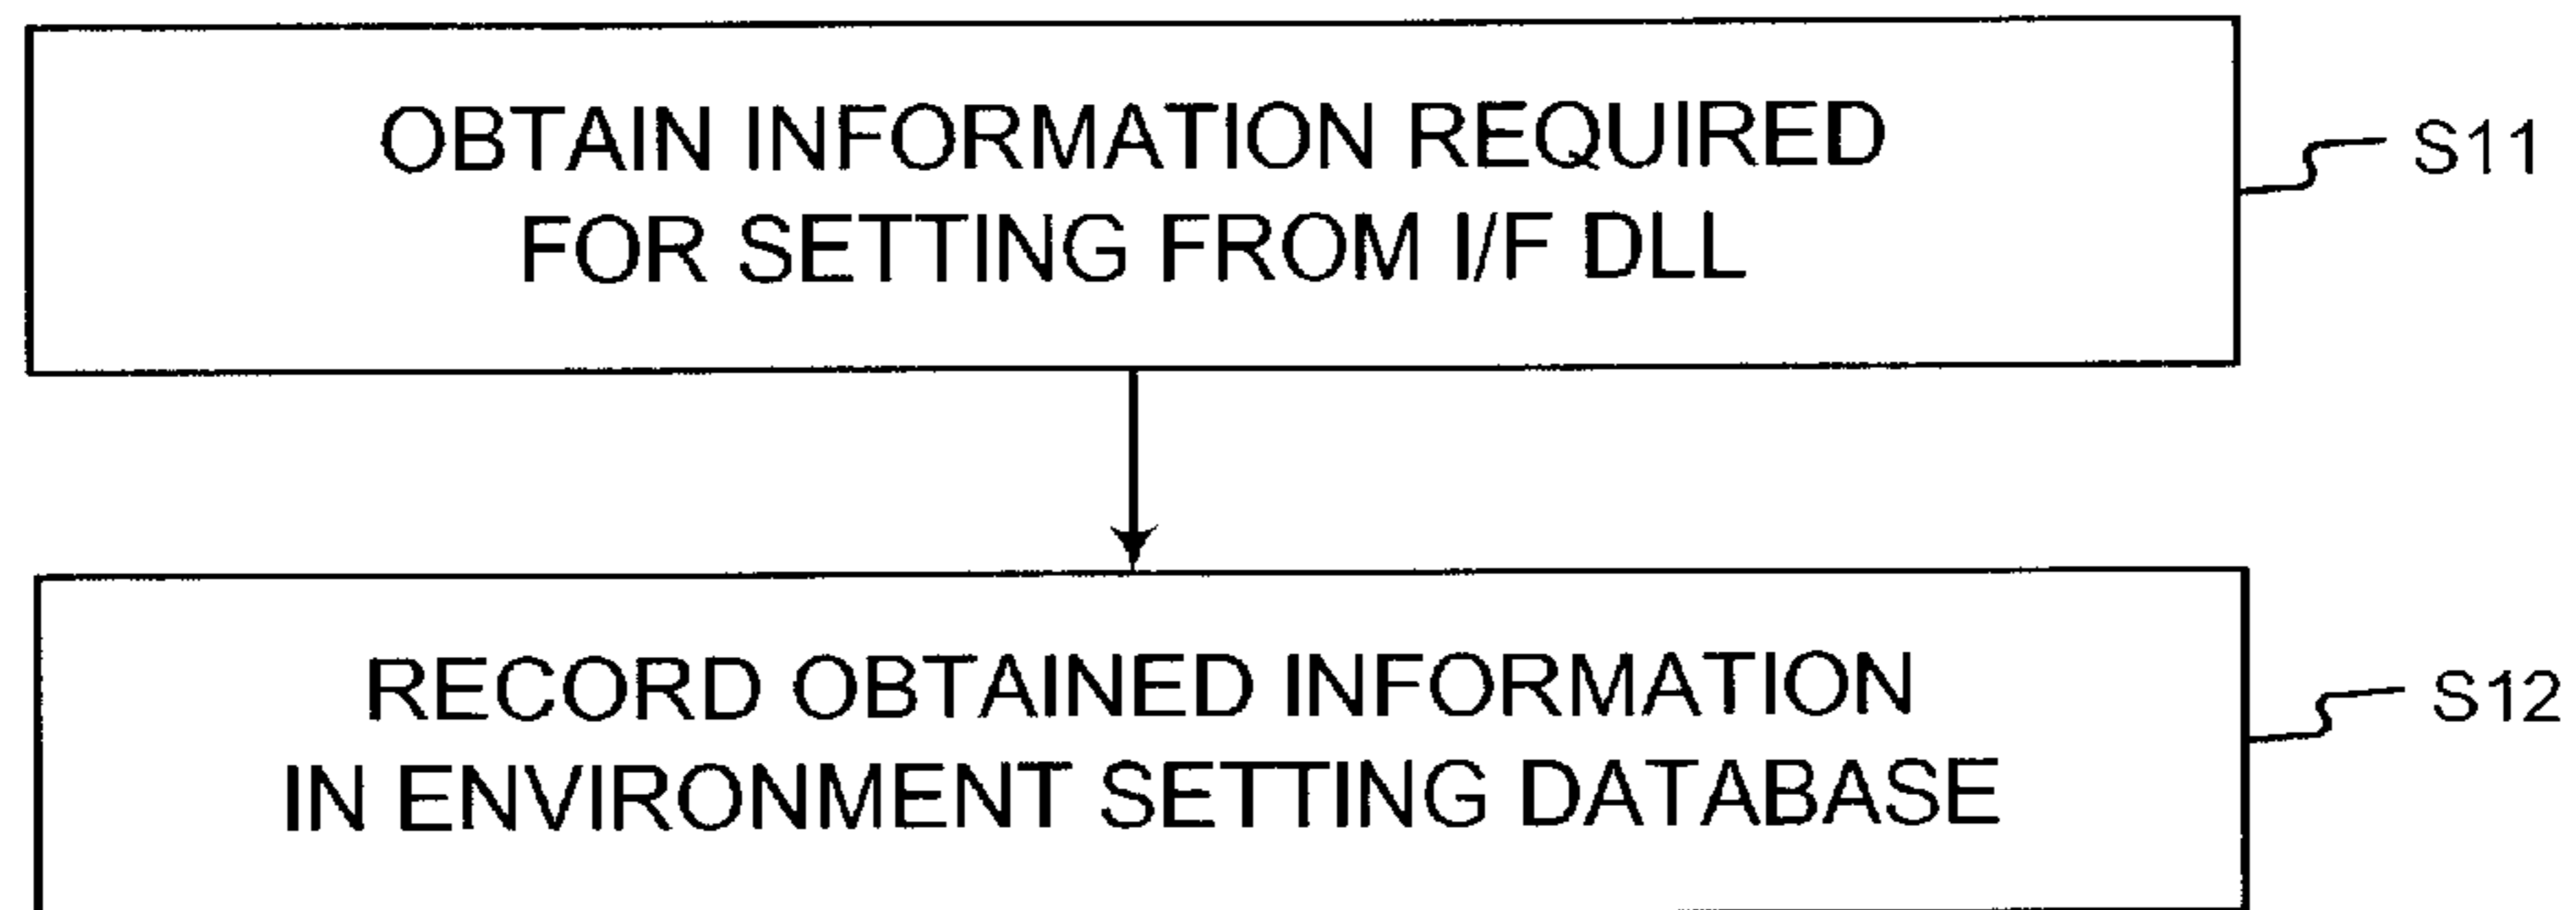 OBTAIN INFORMATION REQUIRED
FOR SETTING FROM I/F DLL
S11
RECORD OBTAINED INFORMATION
IN ENVIRONMENT SETTING DATABASE
S12